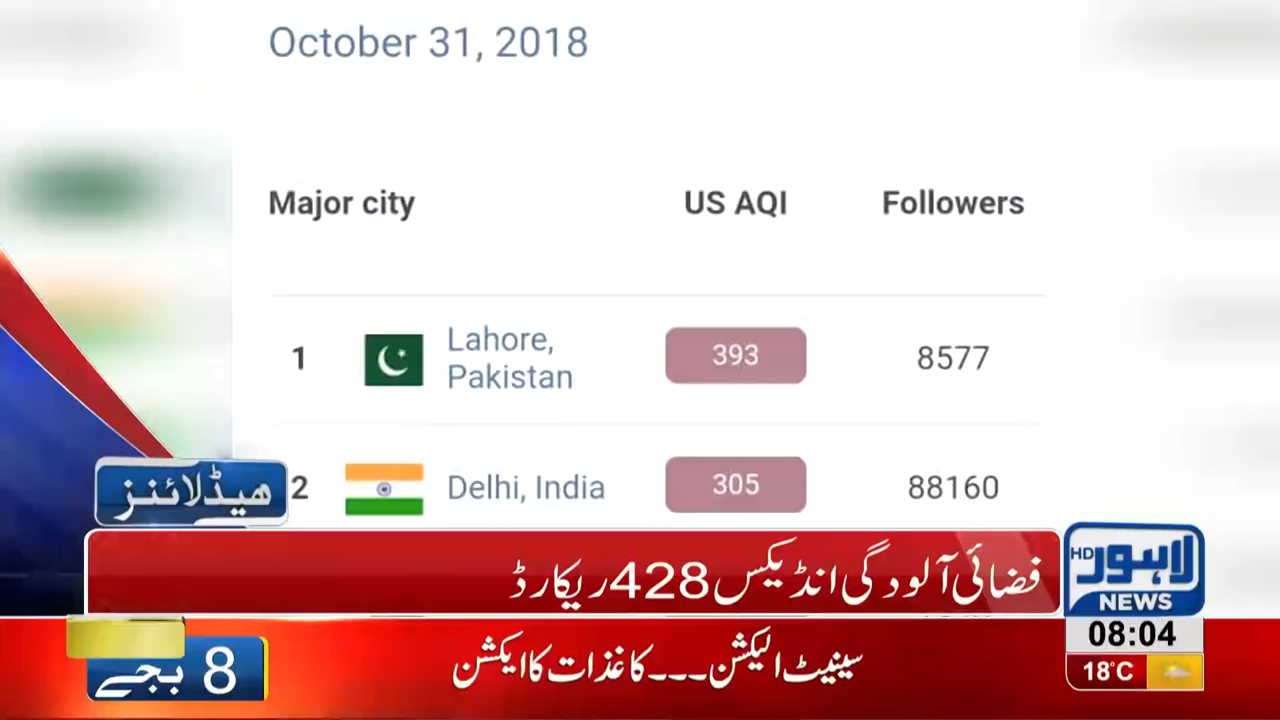 October 31, 2018
Major city US AQI Followers
1 Lahore, Pakistan 393 8577
2 Delhi, India 305 88160
ہیڈلائنز
فضائی آلودگی انڈیکس 428 ریکارڈ
لاہور HD
NEWS
08:04
18°C
8 بجے
سینیٹ الیکشن ۔۔۔ کاغذات کا ایکشن